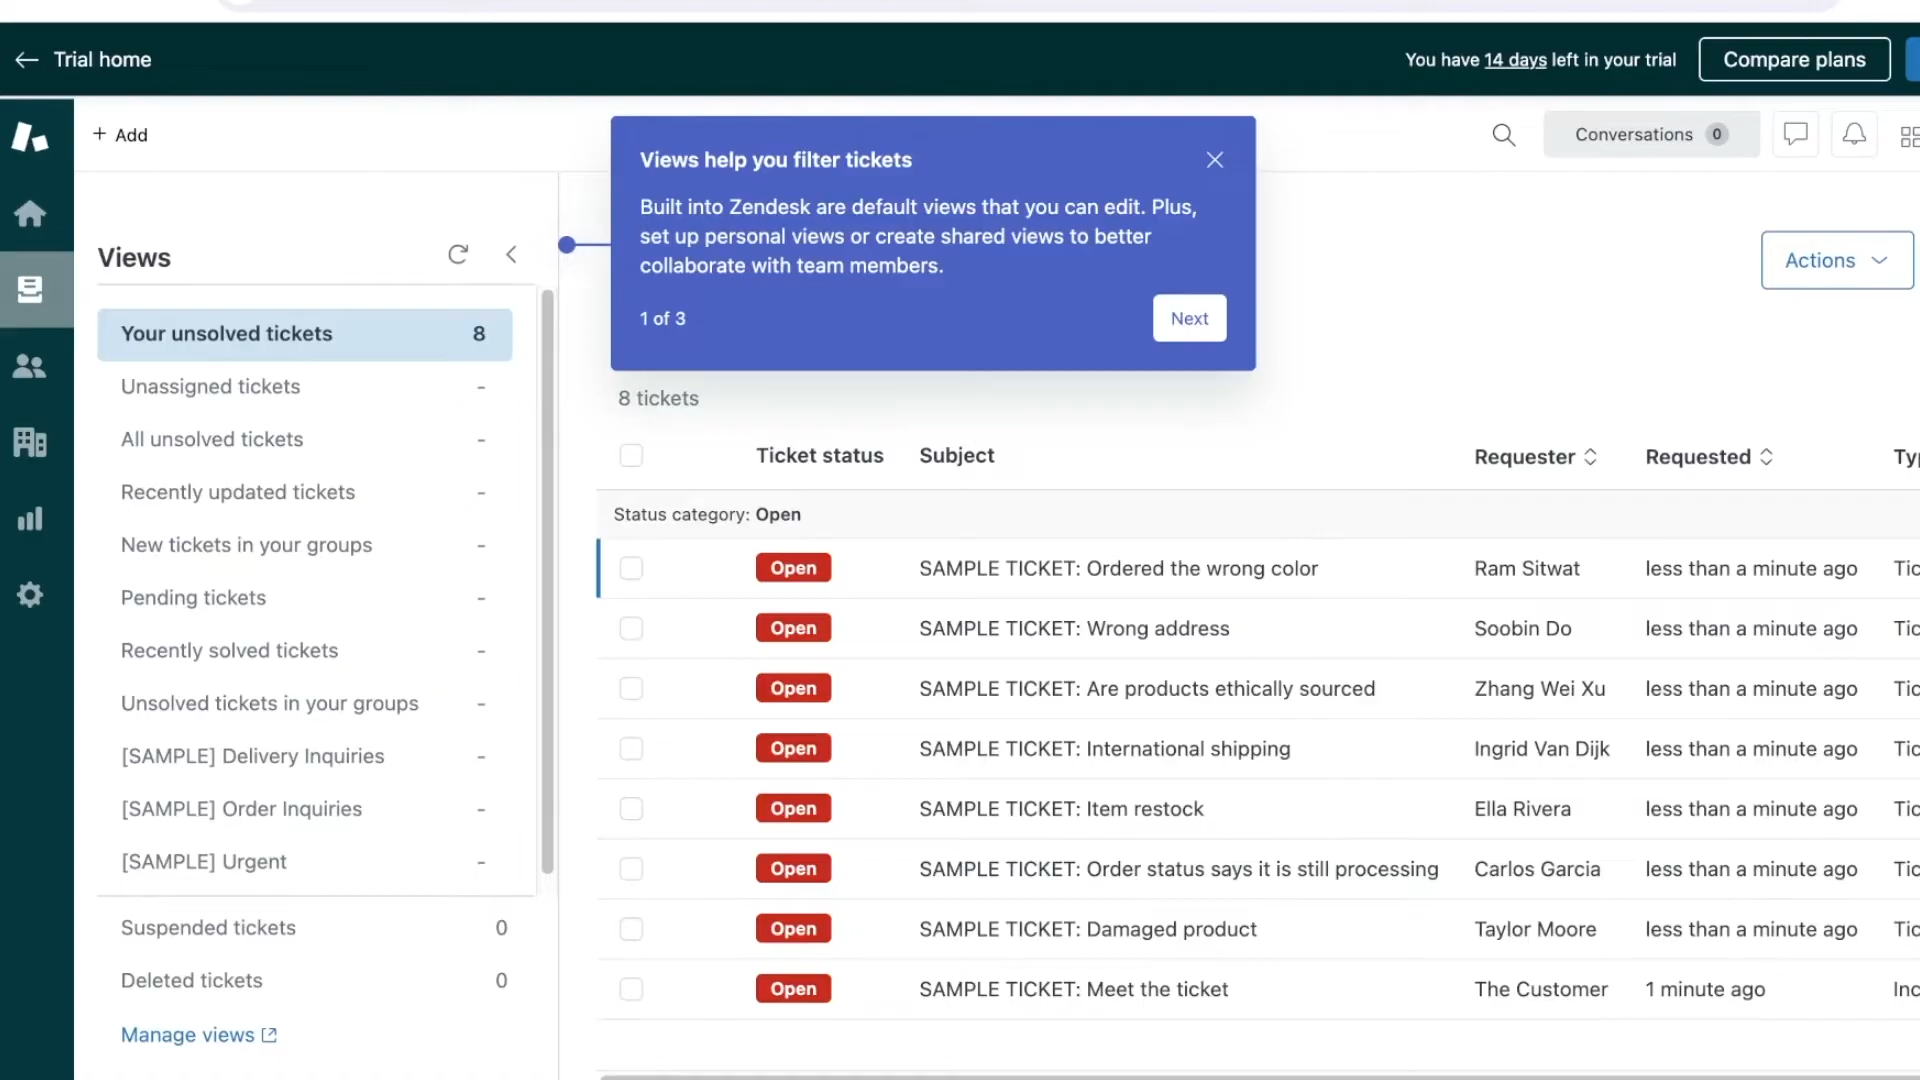 Trial home
You have 14 days left in your trial
Compare plans
+ Add
Conversations 0
Views help you filter tickets
Built into Zendesk are default views that you can edit. Plus,
set up personal views or create shared views to better
collaborate with team members.
1 of 3
Next
Views
Actions
Your unsolved tickets 8
Unassigned tickets -
All unsolved tickets -
Recently updated tickets -
New tickets in your groups -
Pending tickets -
Recently solved tickets -
Unsolved tickets in your groups -
[SAMPLE] Delivery Inquiries -
[SAMPLE] Order Inquiries -
[SAMPLE] Urgent -
Suspended tickets 0
Deleted tickets 0
Manage views
8 tickets
Ticket status Subject Requester Requested
Status category: Open
Open SAMPLE TICKET: Ordered the wrong color Ram Sitwat less than a minute ago
Open SAMPLE TICKET: Wrong address Soobin Do less than a minute ago
Open SAMPLE TICKET: Are products ethically sourced Zhang Wei Xu less than a minute ago
Open SAMPLE TICKET: International shipping Ingrid Van Dijk less than a minute ago
Open SAMPLE TICKET: Item restock Ella Rivera less than a minute ago
Open SAMPLE TICKET: Order status says it is still processing Carlos Garcia less than a minute ago
Open SAMPLE TICKET: Damaged product Taylor Moore less than a minute ago
Open SAMPLE TICKET: Meet the ticket The Customer 1 minute ago